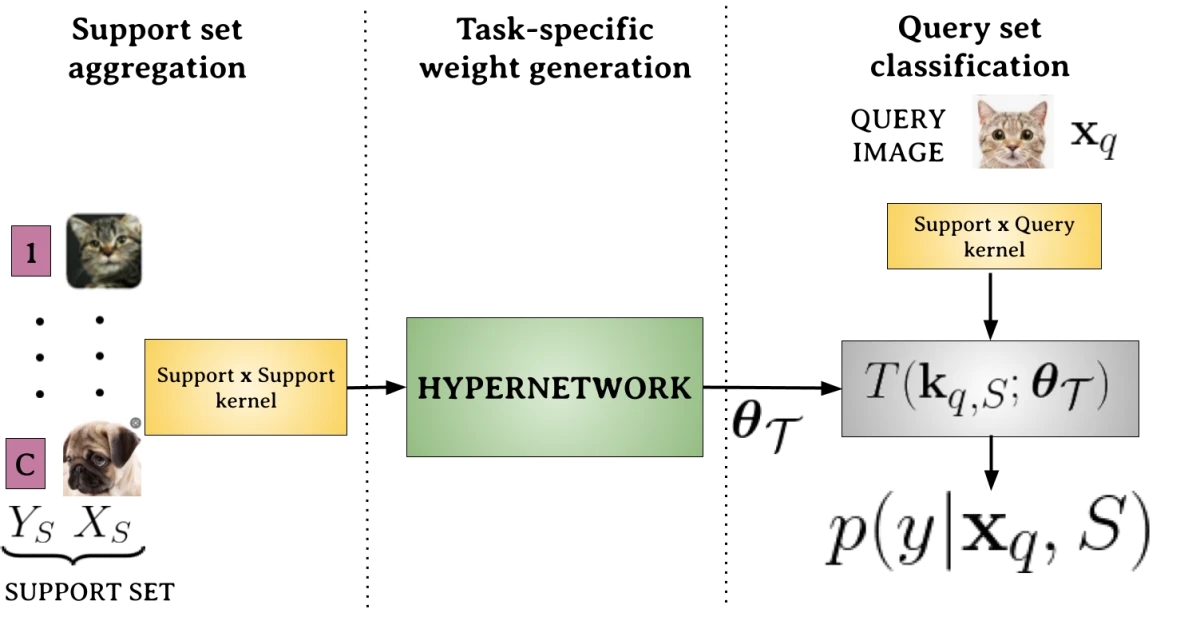 Support set
aggregation
Task-specific
weight generation
Query set
classification
QUERY
IMAGE
𝐱_q
1
C
Y_S X_S
SUPPORT SET
Support x Support
kernel
HYPERNETWORK
𝜽_𝒯
Support x Query
kernel
T(𝐤_{q,S}; 𝜽_𝒯)
p(y|𝐱_q, S)